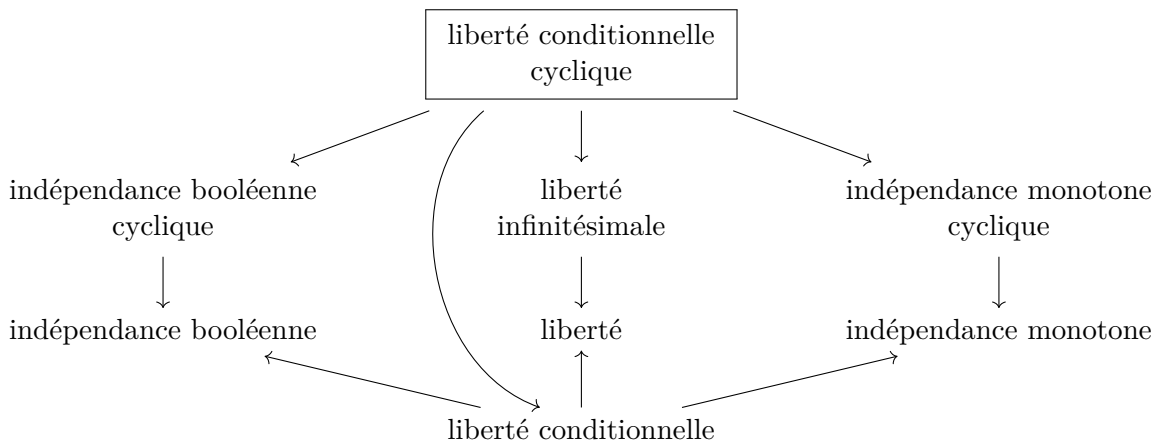 liberté conditionnelle
cyclique
indépendance booléenne
cyclique
liberté
infinitésimale
indépendance monotone
cyclique
indépendance booléenne
liberté
indépendance monotone
liberté conditionnelle